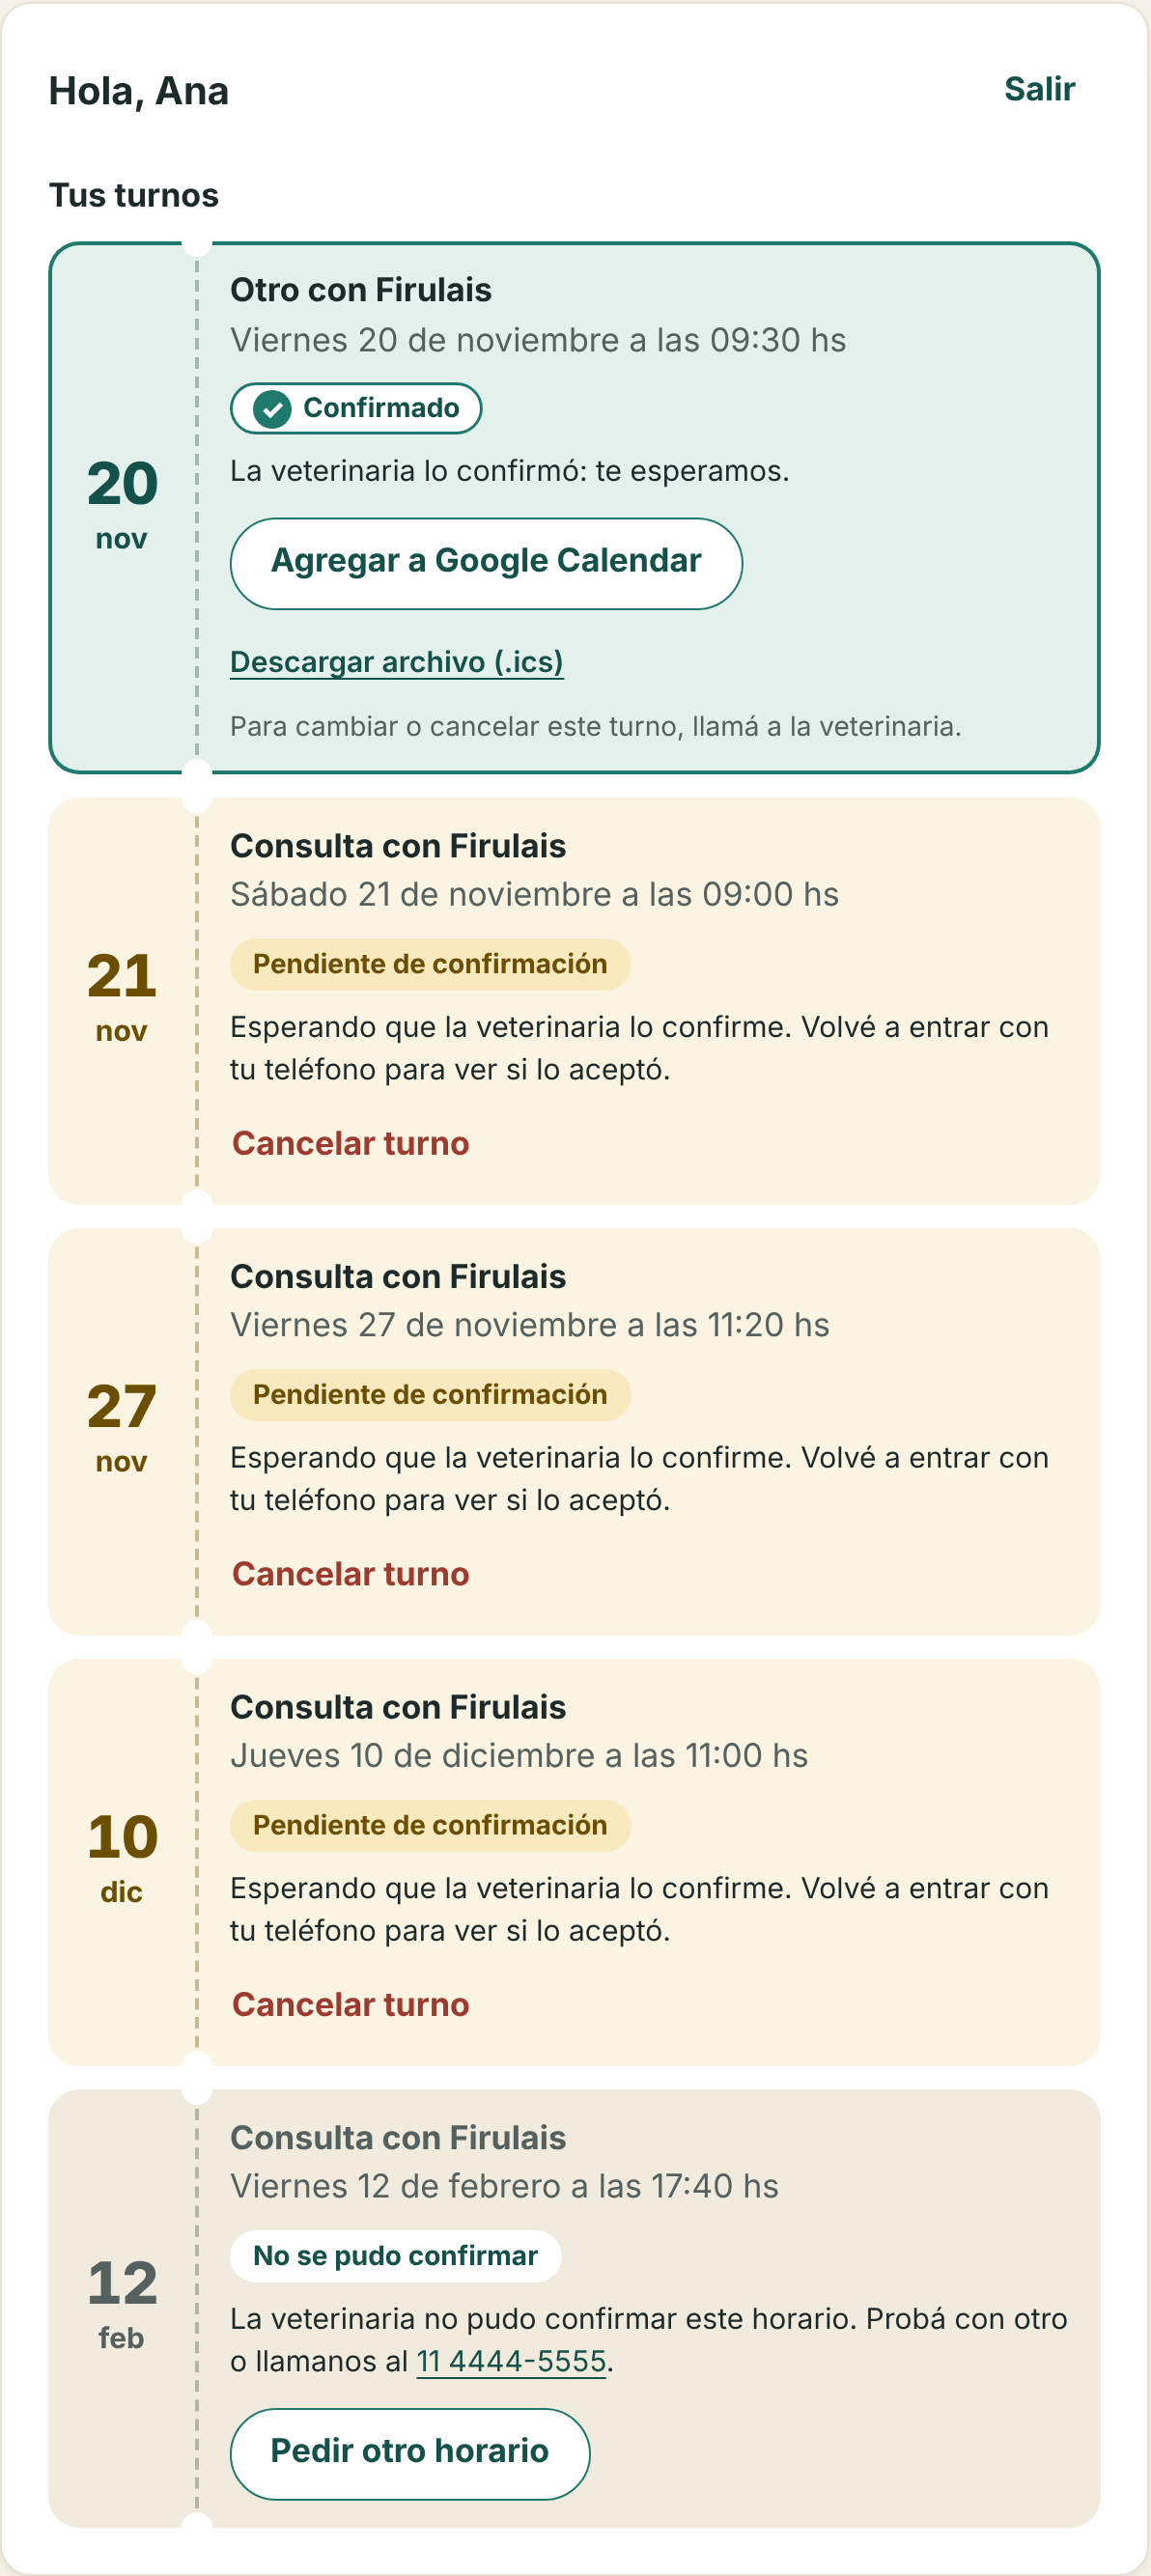 Hola, Ana
Salir
Tus turnos
20
nov
Otro con Firulais
Viernes 20 de noviembre a las 09:30 hs
Confirmado
La veterinaria lo confirmó: te esperamos.
Agregar a Google Calendar
Descargar archivo (.ics)
Para cambiar o cancelar este turno, llamá a la veterinaria.
21
nov
Consulta con Firulais
Sábado 21 de noviembre a las 09:00 hs
Pendiente de confirmación
Esperando que la veterinaria lo confirme. Volvé a entrar con
tu teléfono para ver si lo aceptó.
Cancelar turno
27
nov
Consulta con Firulais
Viernes 27 de noviembre a las 11:20 hs
Pendiente de confirmación
Esperando que la veterinaria lo confirme. Volvé a entrar con
tu teléfono para ver si lo aceptó.
Cancelar turno
10
dic
Consulta con Firulais
Jueves 10 de diciembre a las 11:00 hs
Pendiente de confirmación
Esperando que la veterinaria lo confirme. Volvé a entrar con
tu teléfono para ver si lo aceptó.
Cancelar turno
12
feb
Consulta con Firulais
Viernes 12 de febrero a las 17:40 hs
No se pudo confirmar
La veterinaria no pudo confirmar este horario. Probá con otro
o llamanos al 11 4444-5555.
Pedir otro horario